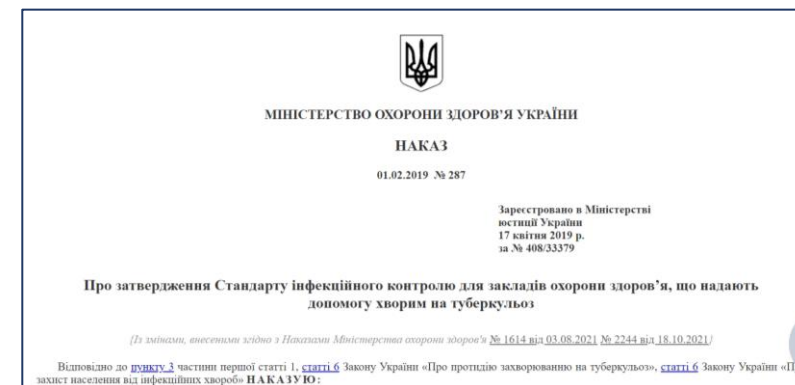 МІНІСТЕРСТВО ОХОРОНИ ЗДОРОВ'Я УКРАЇНИ
НАКАЗ
01.02.2019 № 287
Зареєстровано в Міністерстві
юстиції України
17 квітня 2019 р.
за № 408/33379
Про затвердження Стандарту інфекційного контролю для закладів охорони здоров'я, що надають
допомогу хворим на туберкульоз
[Із змінами, внесеними згідно з Наказами Міністерства охорони здоров'я № 1614 від 03.08.2021 № 2244 від 18.10.2021]
Відповідно до пункту 3 частини першої статті 1, статті 6 Закону України «Про протидію захворюванню на туберкульоз», статті 6 Закону України
захист населення від інфекційних хвороб» НАКАЗУЮ: